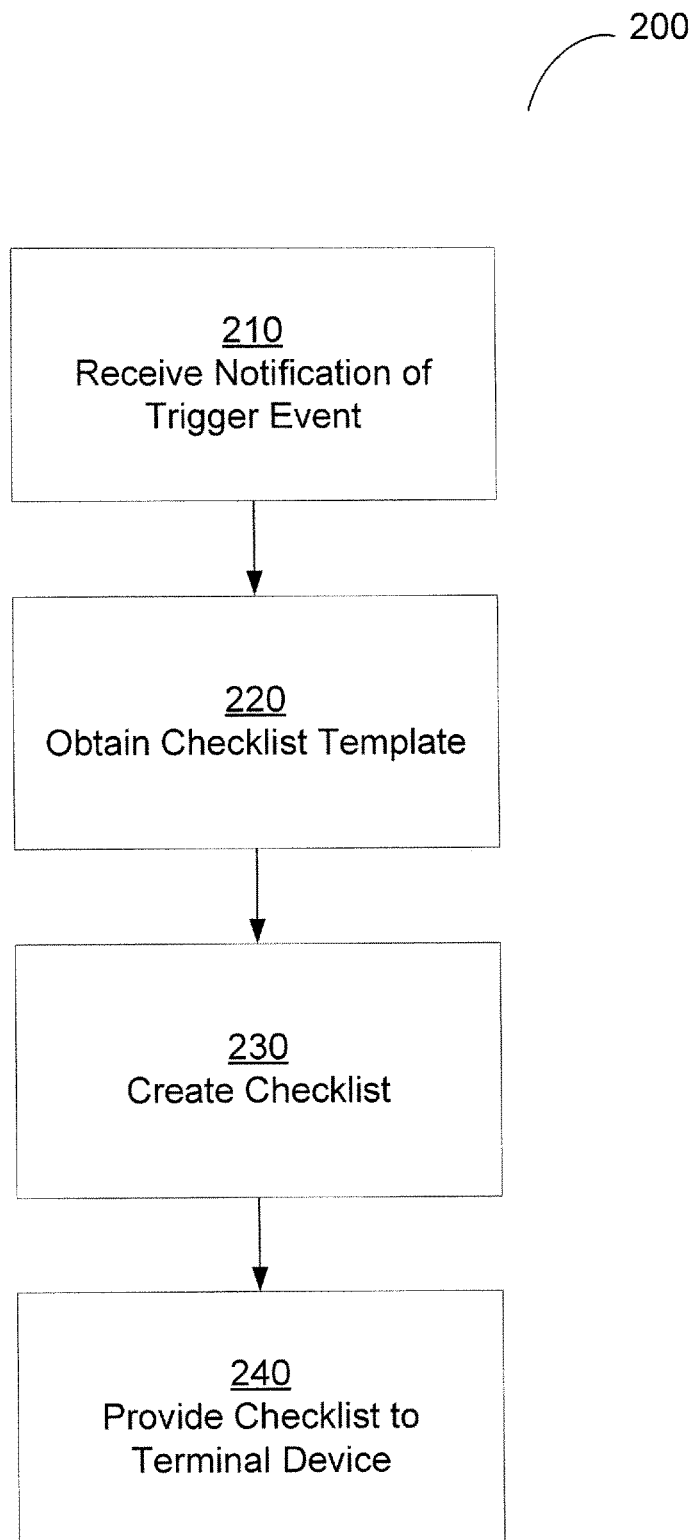 200
210
Receive Notification of
Trigger Event
220
Obtain Checklist Template
230
Create Checklist
240
Provide Checklist to
Terminal Device